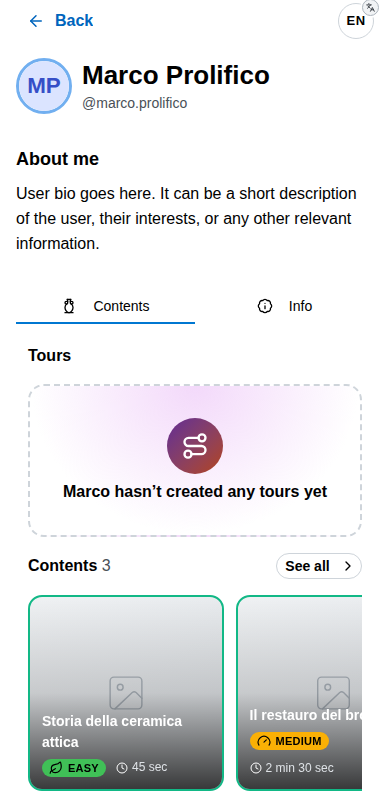 Back
EN
MP
Marco Prolifico
@marco.prolifico
About me
User bio goes here. It can be a short description
of the user, their interests, or any other relevant
information.
Contents
Info
Tours
Marco hasn’t created any tours yet
Contents 3
See all
Storia della ceramica
attica
EASY
45 sec
Il restauro del
MEDIUM
2 min 30 sec